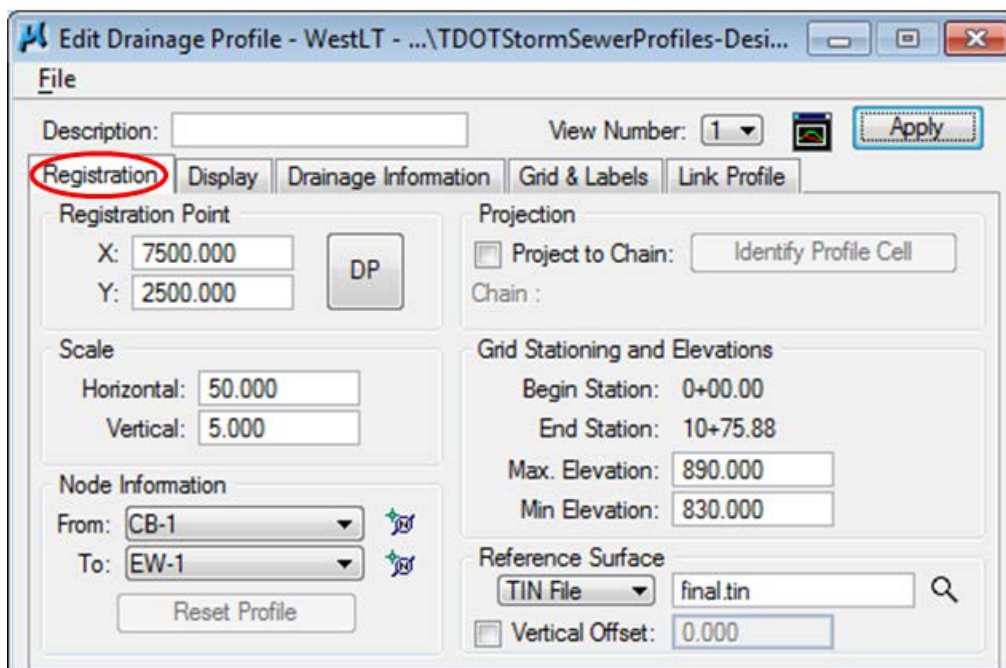 Edit Drainage Profile - WestLT - ...\TDOTStormSewerProfiles-Desi...
File
Description:
View Number: 1
Apply
Registration Display Drainage Information Grid & Labels Link Profile
Registration Point
X: 7500.000
Y: 2500.000
DP
Projection
Project to Chain: Identify Profile Cell
Chain :
Scale
Horizontal: 50.000
Vertical: 5.000
Grid Stationing and Elevations
Begin Station: 0+00.00
End Station: 10+75.88
Max. Elevation: 890.000
Min Elevation: 830.000
Node Information
From: CB-1
To: EW-1
Reset Profile
Reference Surface
TIN File final.tin
Vertical Offset: 0.000